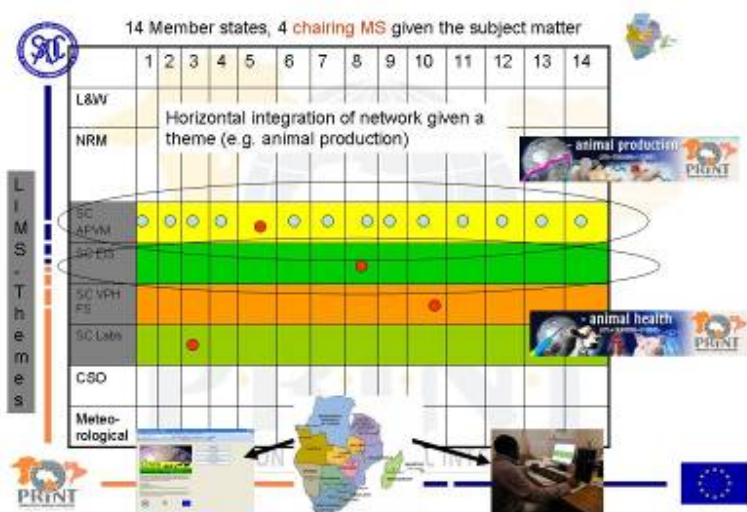 14 Member states, 4 chairing MS given the subject matter
1 2 3 4 5 6 7 8 9 10 11 12 13 14
L&W
Horizontal integration of network given a
theme (e.g. animal production)
NRM
- animal production
PRINT
SC
APVM
SC EIS
SC VPH
FS
- animal health
PRINT
SC Labs
CSO
Meteo-
rological
LIMS-Themes
PRINT